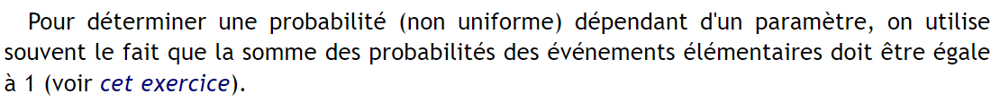 Pour déterminer une probabilité (non uniforme) dépendant d'un paramètre, on utilise
souvent le fait que la somme des probabilités des événements élémentaires doit être égale
à 1 (voir cet exercice).